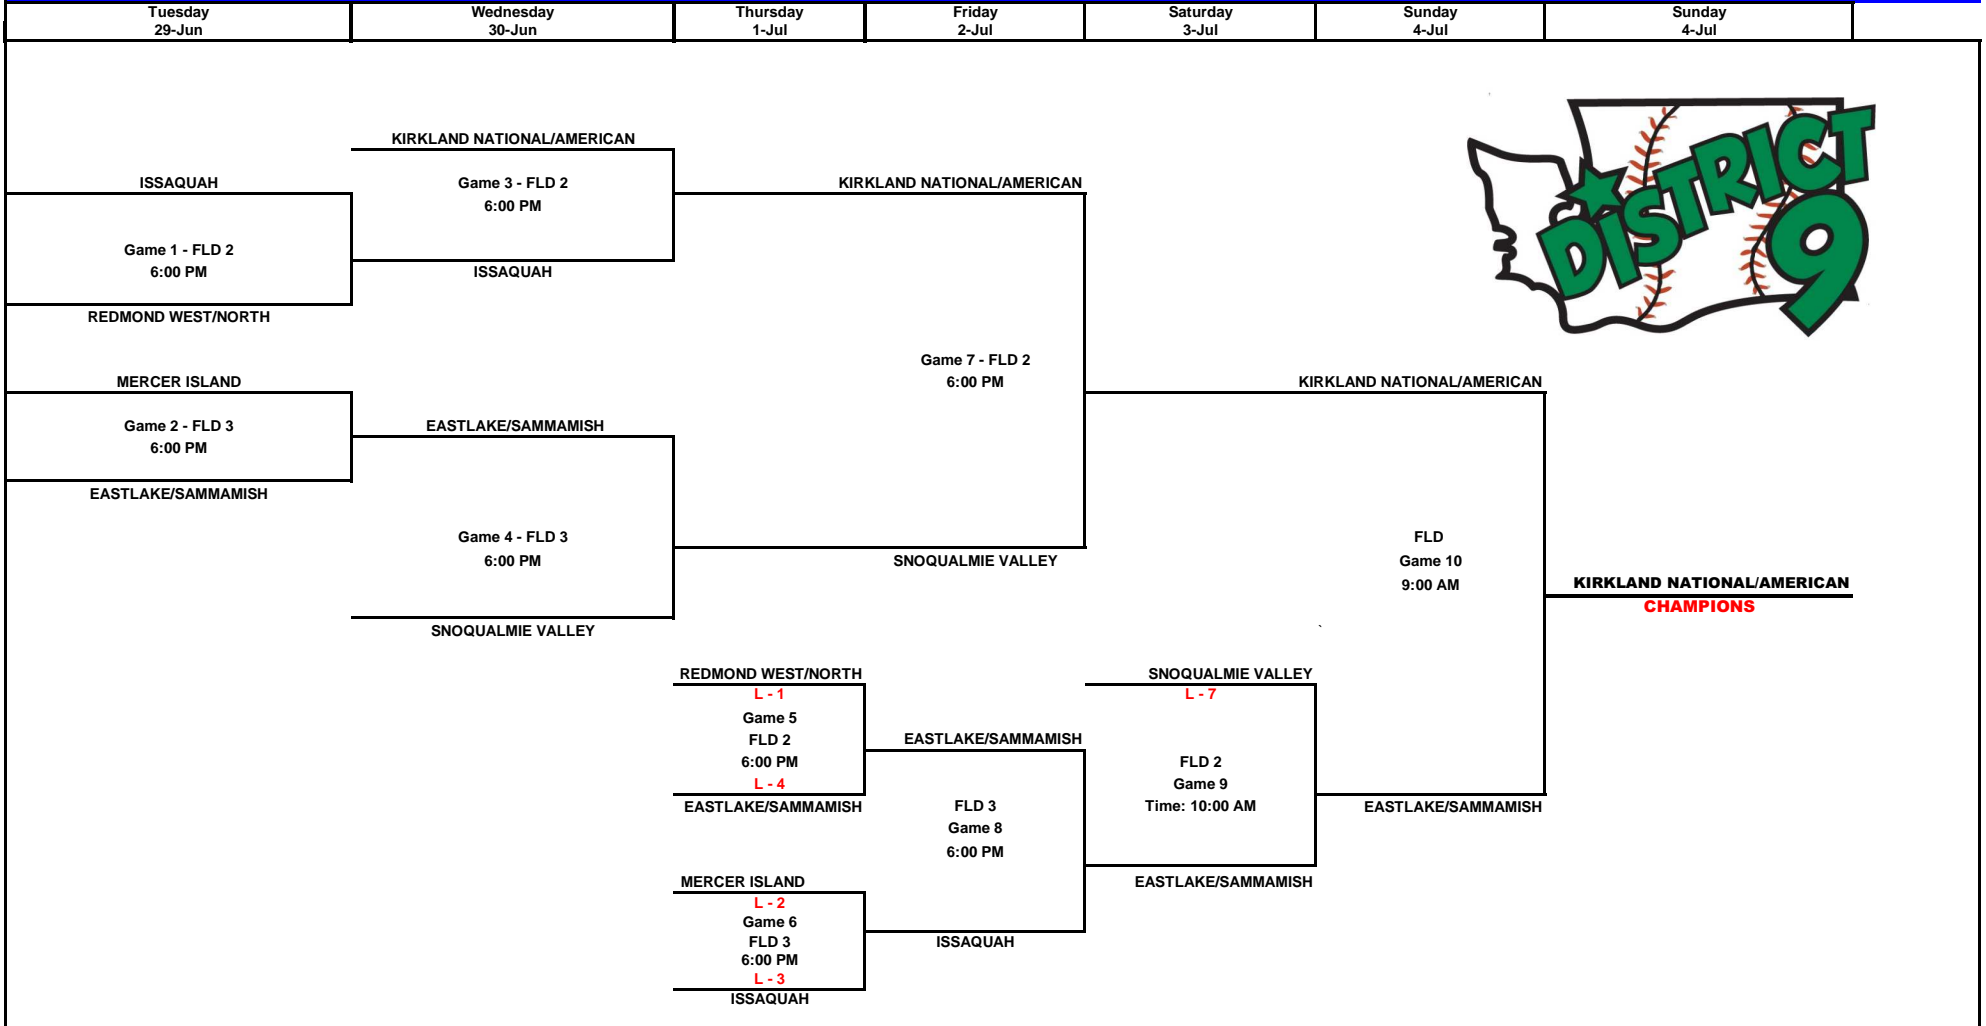 Tuesday
29-Jun
Wednesday
30-Jun
Thursday
1-Jul
Friday
2-Jul
Saturday
3-Jul
Sunday
4-Jul
Sunday
4-Jul
DISTRICT
9
KIRKLAND NATIONAL/AMERICAN
ISSAQUAH
Game 3 - FLD 2
6:00 PM
KIRKLAND NATIONAL/AMERICAN
Game 1 - FLD 2
6:00 PM
ISSAQUAH
REDMOND WEST/NORTH
Game 7 - FLD 2
6:00 PM
MERCER ISLAND
KIRKLAND NATIONAL/AMERICAN
Game 2 - FLD 3
6:00 PM
EASTLAKE/SAMMAMISH
EASTLAKE/SAMMAMISH
Game 4 - FLD 3
6:00 PM
SNOQUALMIE VALLEY
FLD
Game 10
9:00 AM
KIRKLAND NATIONAL/AMERICAN
CHAMPIONS
SNOQUALMIE VALLEY
REDMOND WEST/NORTH
L - 1
Game 5
FLD 2
6:00 PM
L - 4
EASTLAKE/SAMMAMISH
SNOQUALMIE VALLEY
L - 7
EASTLAKE/SAMMAMISH
FLD 2
Game 9
Time: 10:00 AM
FLD 3
Game 8
6:00 PM
EASTLAKE/SAMMAMISH
MERCER ISLAND
L - 2
Game 6
FLD 3
6:00 PM
L - 3
ISSAQUAH
EASTLAKE/SAMMAMISH
ISSAQUAH